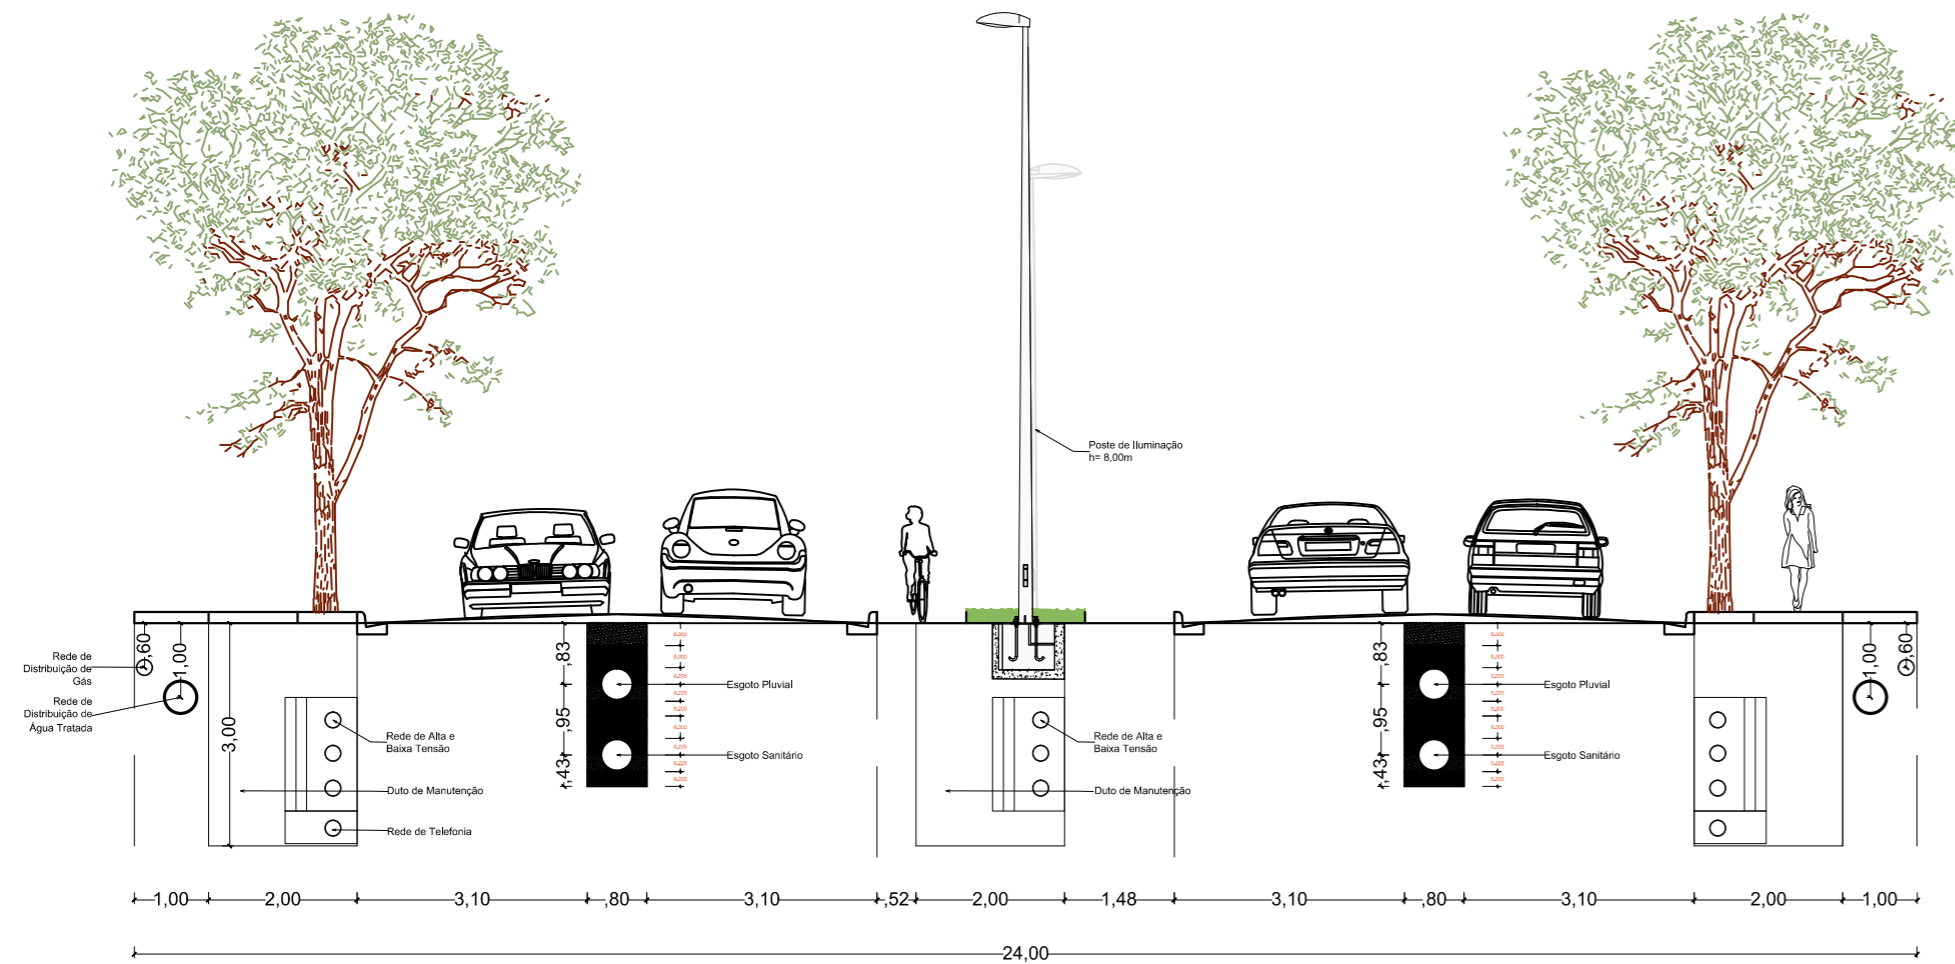 Poste de Iluminação
h= 8,00m
,60
1,00
Rede de
Distribuição de
Gás
Rede de
Distribuição de
Água Tratada
3,00
Rede de Alta e
Baixa Tensão
Duto de Manutenção
Rede de Telefonia
,83
,95
,43
Esgoto Pluvial
Esgoto Sanitário
Rede de Alta e
Baixa Tensão
Duto de Manutenção
,83
,95
,43
Esgoto Pluvial
Esgoto Sanitário
1,00
,60
1,00 2,00 3,10 ,80 3,10 ,52 2,00 1,48 3,10 ,80 3,10 2,00 1,00
24,00